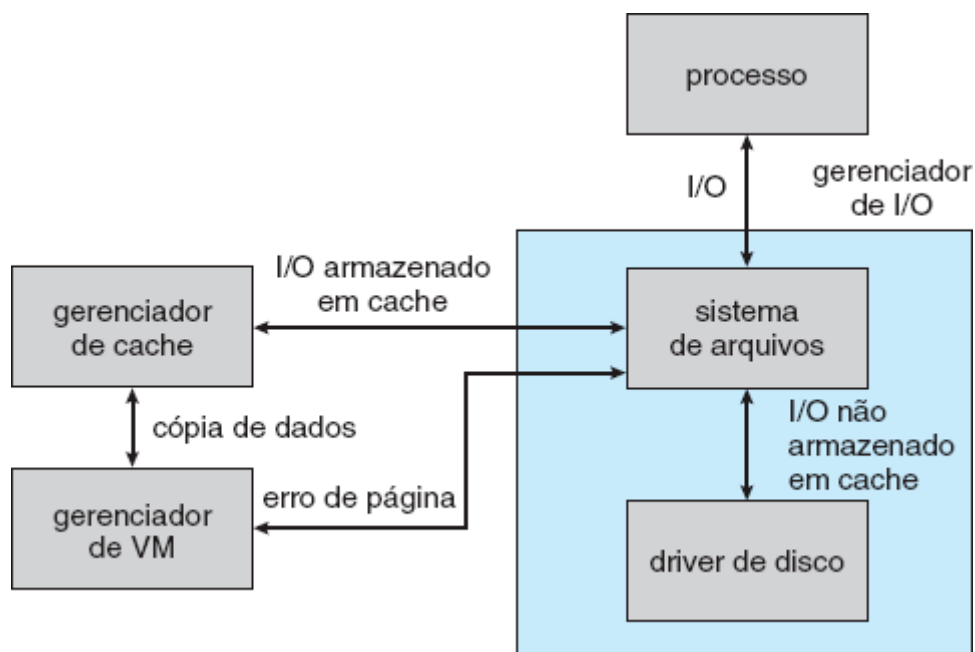 processo
I/O
gerenciador
de I/O
I/O armazenado
em cache
gerenciador
de cache
sistema
de arquivos
cópia de dados
I/O não
armazenado
em cache
erro de página
gerenciador
de VM
driver de disco